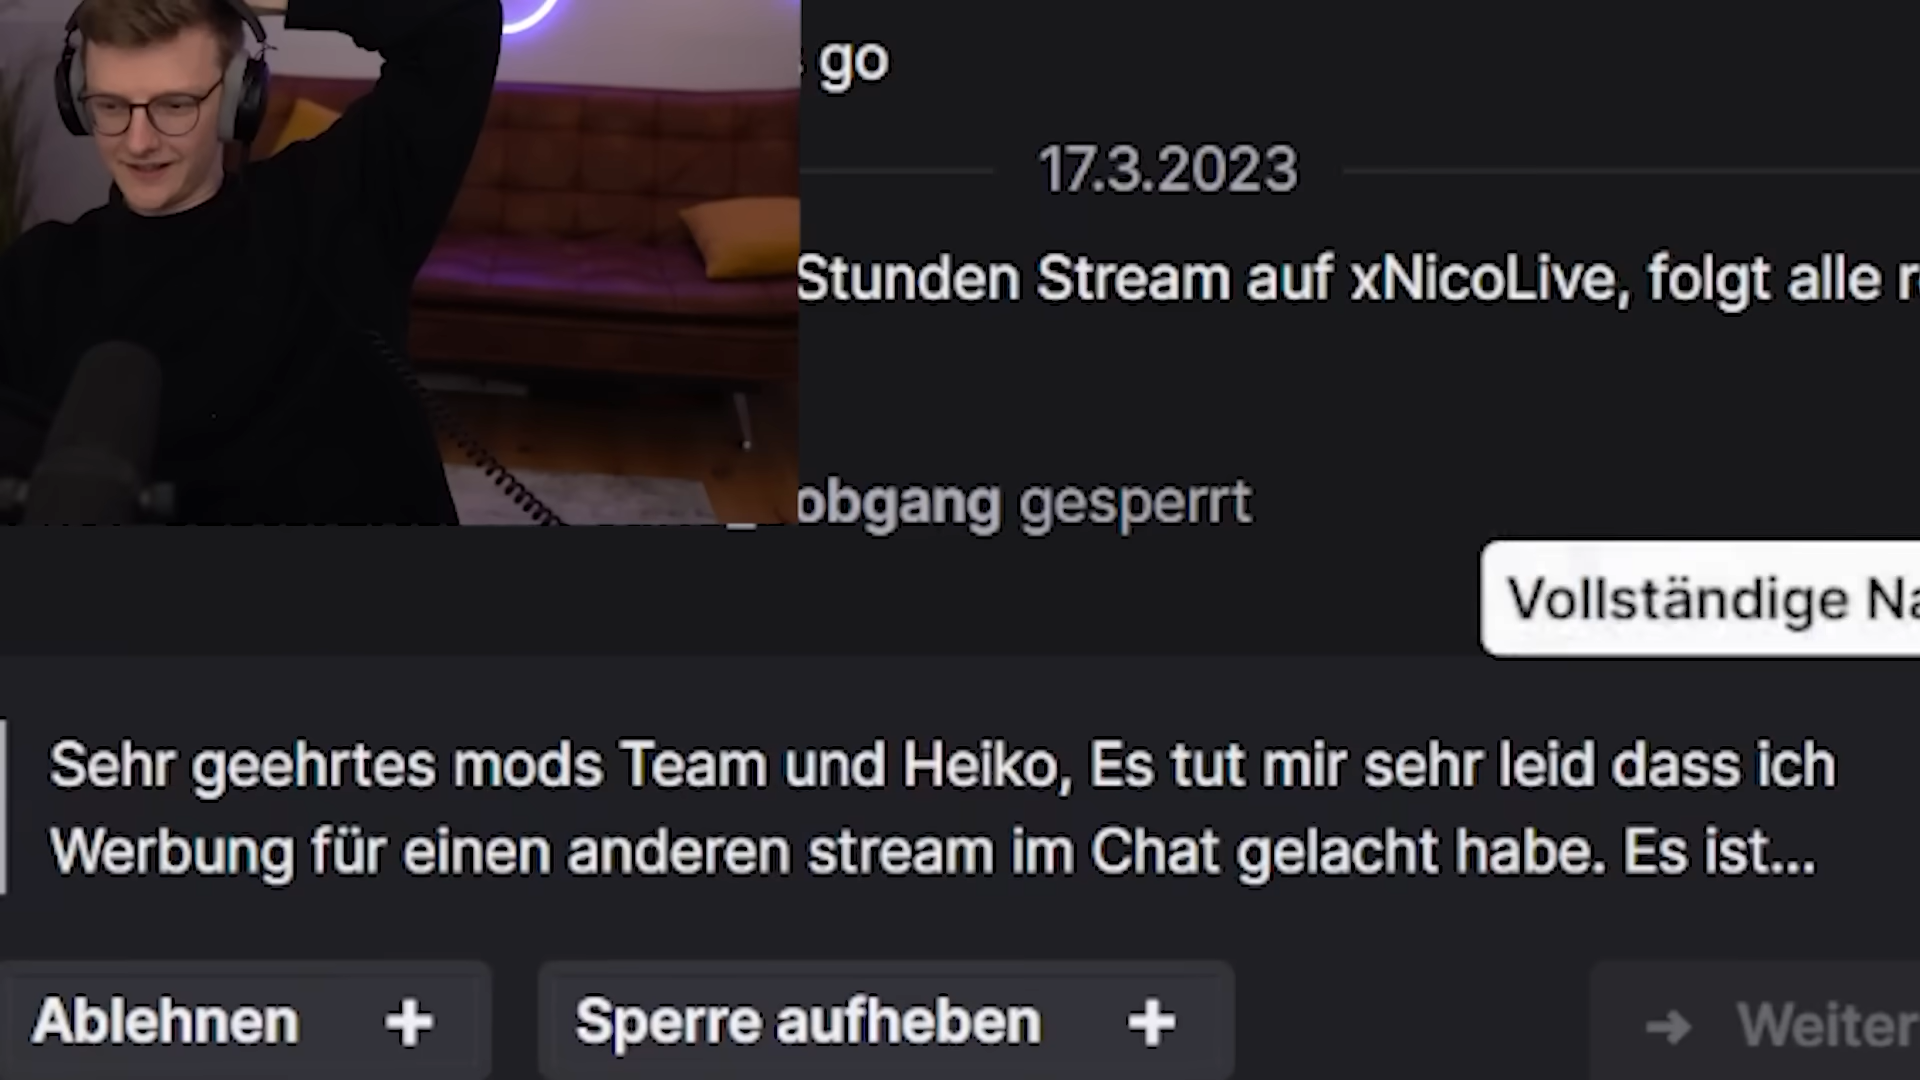 go
17.3.2023
Stunden Stream auf xNicoLive, folgt alle
obgang gesperrt
Vollständige
Sehr geehrtes mods Team und Heiko, Es tut mir sehr leid dass ich
Werbung für einen anderen stream im Chat gelacht habe. Es ist...
Ablehnen +
Sperre aufheben +
→ Weiter